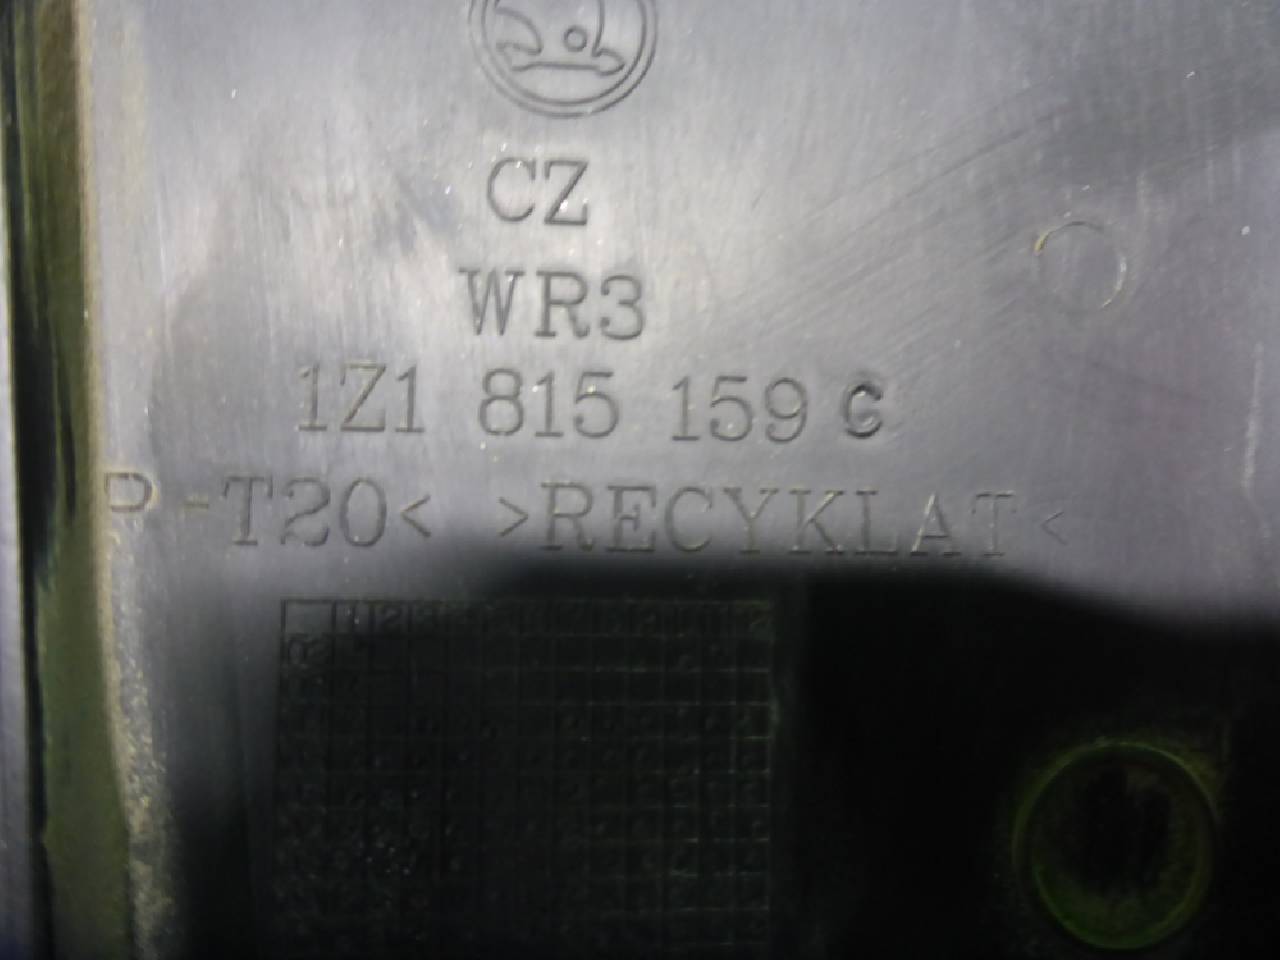 CZ
WR3
1Z1 815 159 C
P-T20< >RECYKLAT<